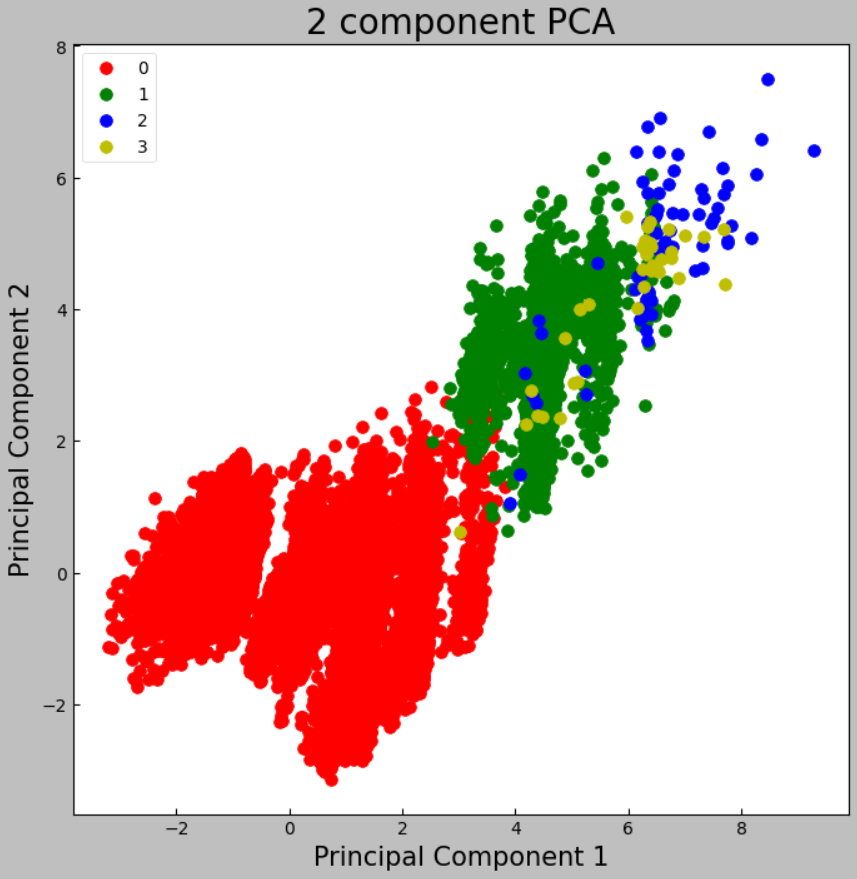 2 component PCA
0
1
2
3
Principal Component 2
8
6
4
2
0
−2
−2 0 2 4 6 8
Principal Component 1